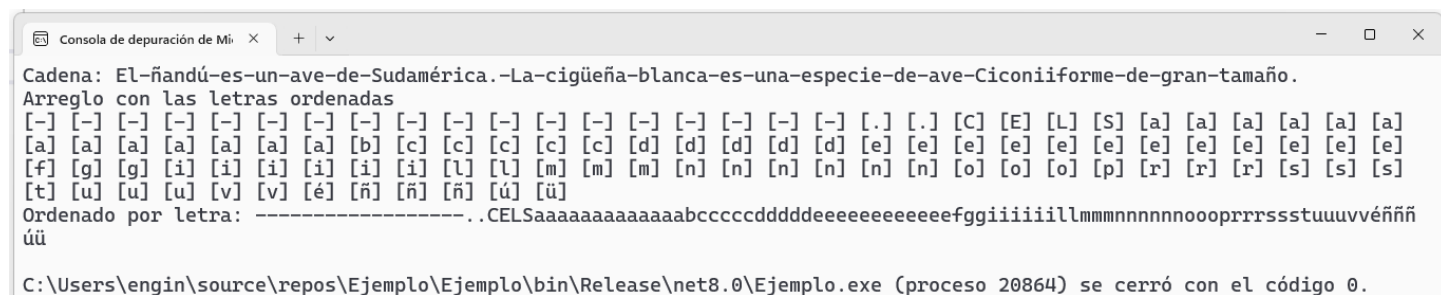 Consola de depuración de Mi
Cadena: El-ñandú-es-un-ave-de-Sudamérica.-La-cigüeña-blanca-es-una-especie-de-ave-Ciconiiforme-de-gran-tamaño.
Arreglo con las letras ordenadas
[-] [-] [-] [-] [-] [-] [-] [-] [-] [-] [-] [-] [-] [-] [-] [-] [-] [-] [.] [.] [C] [E] [L] [S] [a] [a] [a] [a] [a] [a]
[a] [a] [a] [a] [a] [a] [a] [b] [c] [c] [c] [c] [c] [d] [d] [d] [d] [d] [e] [e] [e] [e] [e] [e] [e] [e] [e] [e] [e] [e]
[f] [g] [g] [i] [i] [i] [i] [i] [i] [l] [l] [m] [m] [m] [n] [n] [n] [n] [n] [n] [o] [o] [o] [p] [r] [r] [r] [s] [s] [s]
[t] [u] [u] [u] [v] [v] [é] [ñ] [ñ] [ñ] [ú] [ü]
Ordenado por letra: ------------------..CELSaaaaaaaaaaaaabcccccdddddeeeeeeeeeeeefggiiiiiillmmmnnnnnnoooprrrssstuuuvvéñññ
úü
C:\Users\engin\source\repos\Ejemplo\Ejemplo\bin\Release\net8.0\Ejemplo.exe (proceso 20864) se cerró con el código 0.